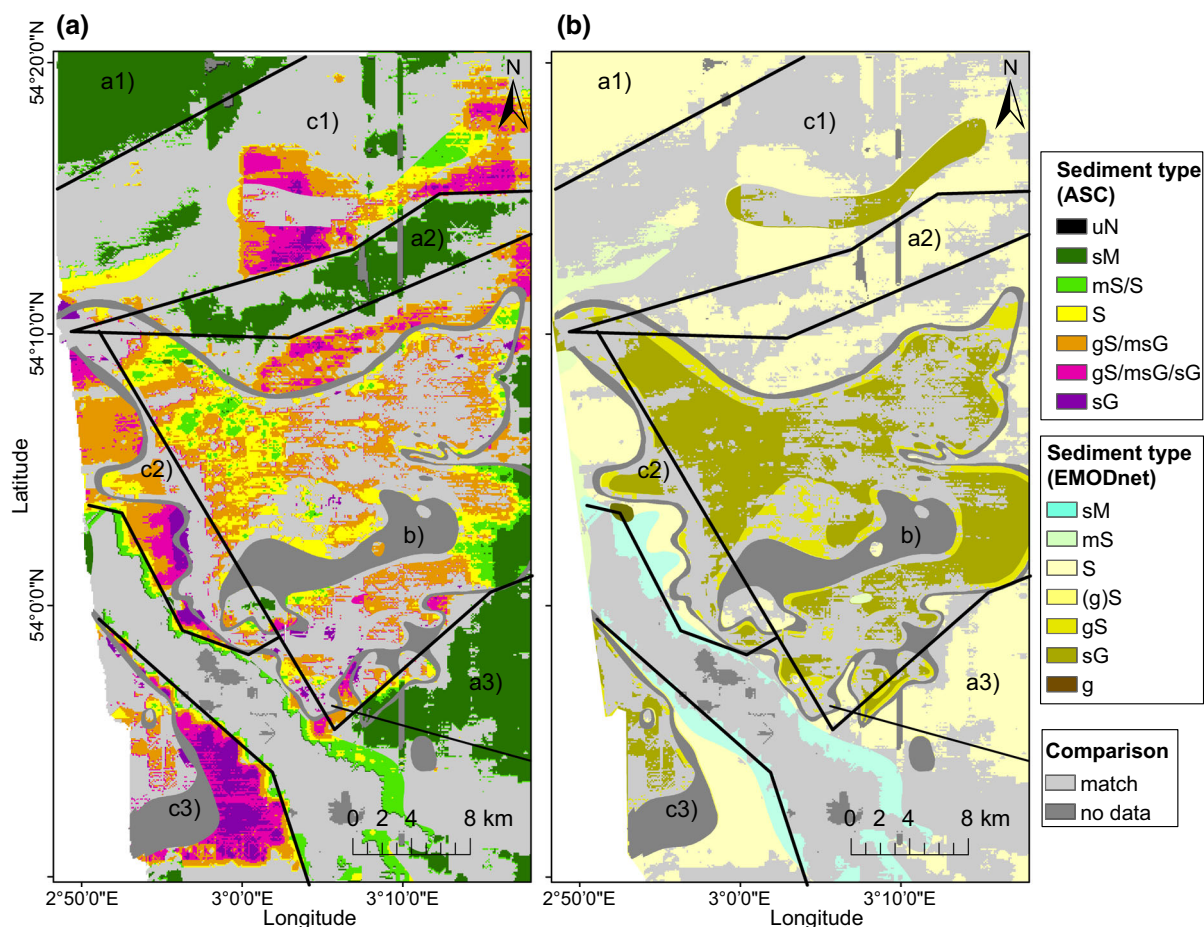 (a)
(b)
54°20'0"N
54°10'0"N
54°0'0"N
Latitude
a1)
c1)
N
a2)
c2)
b)
a3)
c3)
0 2 4 8 km
2°50'0"E
3°0'0"E
3°10'0"E
Longitude
a1)
c1)
N
a2)
c2)
b)
a3)
c3)
0 2 4 8 km
2°50'0"E
3°0'0"E
3°10'0"E
Longitude
Sediment type
(ASC)
uN
sM
mS/S
S
gS/msG
gS/msG/sG
sG
Sediment type
(EMODnet)
sM
mS
S
(g)S
gS
sG
g
Comparison
match
no data